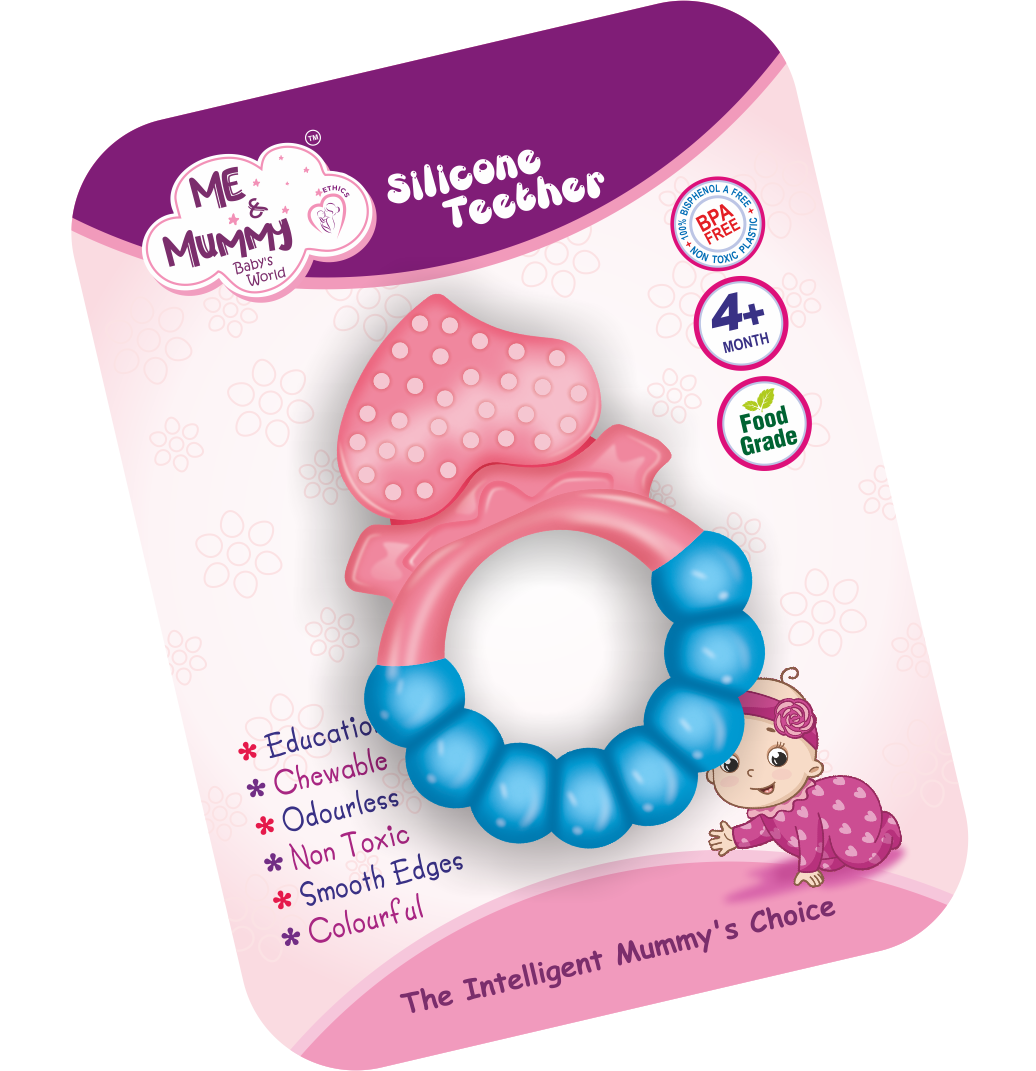 TM
ME
&
Mummy
Baby's
World
ETHICS
Silicone
Teether
100% BISPHENOL A FREE
BPA
FREE
NON TOXIC PLASTIC
4+
MONTH
Food
Grade
* Educatio
* Chewable
* Odourless
* Non Toxic
* Smooth Edges
* Colourful
The Intelligent Mummy's Choice